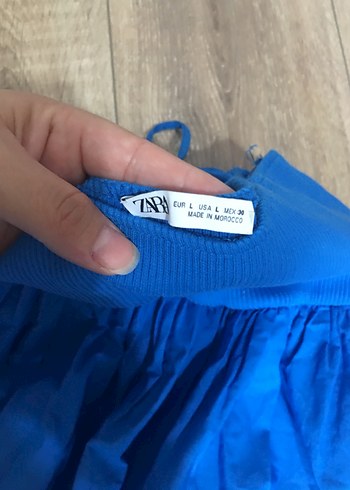 ZARA
EUR L USA L MEX 30
MADE IN MOROCCO